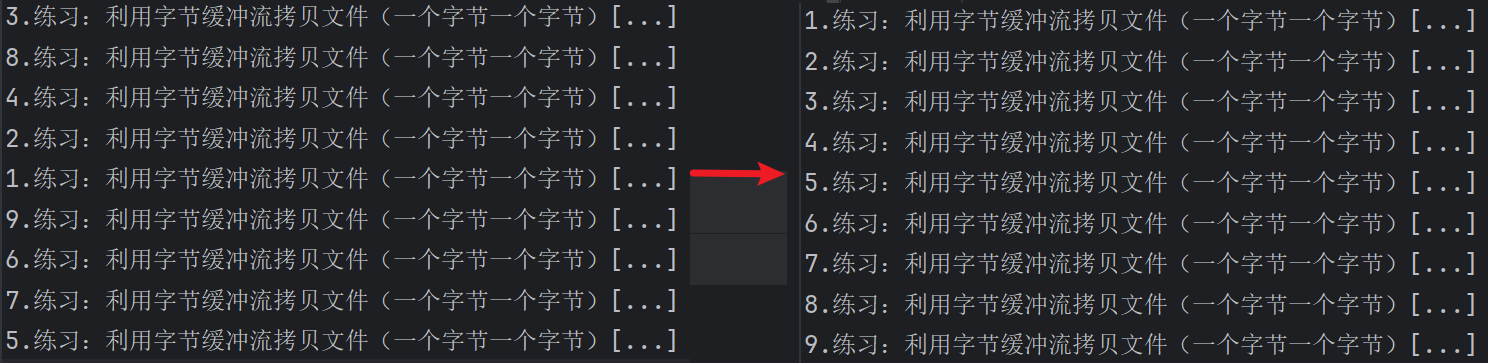 3.练习：利用字节缓冲流拷贝文件（一个字节一个字节）[...]
8.练习：利用字节缓冲流拷贝文件（一个字节一个字节）[...]
4.练习：利用字节缓冲流拷贝文件（一个字节一个字节）[...]
2.练习：利用字节缓冲流拷贝文件（一个字节一个字节）[...]
1.练习：利用字节缓冲流拷贝文件（一个字节一个字节）[...]
9.练习：利用字节缓冲流拷贝文件（一个字节一个字节）[...]
6.练习：利用字节缓冲流拷贝文件（一个字节一个字节）[...]
7.练习：利用字节缓冲流拷贝文件（一个字节一个字节）[...]
5.练习：利用字节缓冲流拷贝文件（一个字节一个字节）[...]
1.练习：利用字节缓冲流拷贝文件（一个字节一个字节）[...]
2.练习：利用字节缓冲流拷贝文件（一个字节一个字节）[...]
3.练习：利用字节缓冲流拷贝文件（一个字节一个字节）[...]
4.练习：利用字节缓冲流拷贝文件（一个字节一个字节）[...]
5.练习：利用字节缓冲流拷贝文件（一个字节一个字节）[...]
6.练习：利用字节缓冲流拷贝文件（一个字节一个字节）[...]
7.练习：利用字节缓冲流拷贝文件（一个字节一个字节）[...]
8.练习：利用字节缓冲流拷贝文件（一个字节一个字节）[...]
9.练习：利用字节缓冲流拷贝文件（一个字节一个字节）[...]